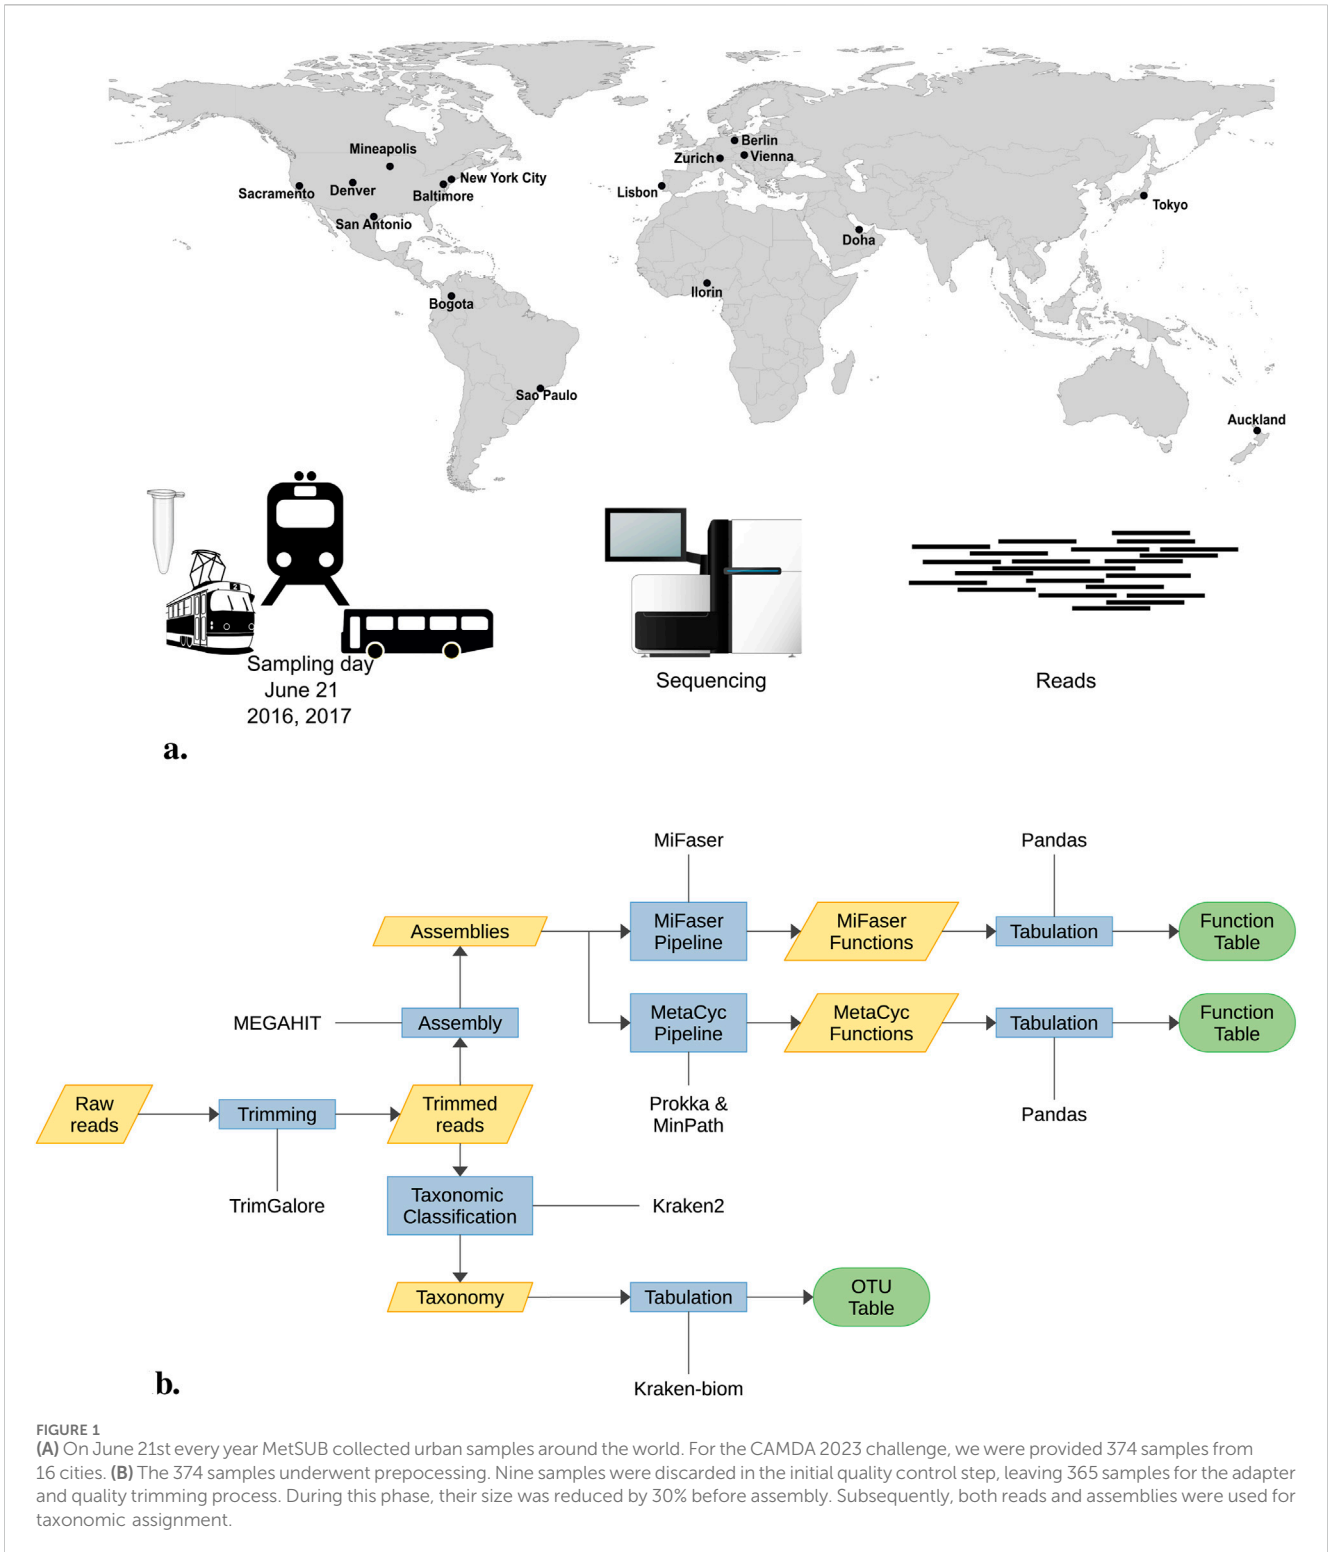 Mineapolis
Berlin
Zurich
Vienna
New York City
Sacramento
Denver
Baltimore
Lisbon
Tokyo
San Antonio
Doha
Ilorin
Bogota
Sao Paulo
Auckland
2
Sampling day
June 21
2016, 2017
Sequencing
Reads
a.
MiFaser
Pandas
Assemblies
MiFaser
Pipeline
MiFaser
Functions
Tabulation
Function
Table
MEGAHIT
Assembly
MetaCyc
Pipeline
MetaCyc
Functions
Tabulation
Function
Table
Raw
reads
Trimming
Trimmed
reads
Prokka &
MinPath
Pandas
TrimGalore
Taxonomic
Classification
Kraken2
Taxonomy
Tabulation
OTU
Table
Kraken-biom
b.
FIGURE 1
(A) On June 21st every year MetSUB collected urban samples around the world. For the CAMDA 2023 challenge, we were provided 374 samples from
16 cities. (B) The 374 samples underwent prepocessing. Nine samples were discarded in the initial quality control step, leaving 365 samples for the adapter
and quality trimming process. During this phase, their size was reduced by 30% before assembly. Subsequently, both reads and assemblies were used for
taxonomic assignment.